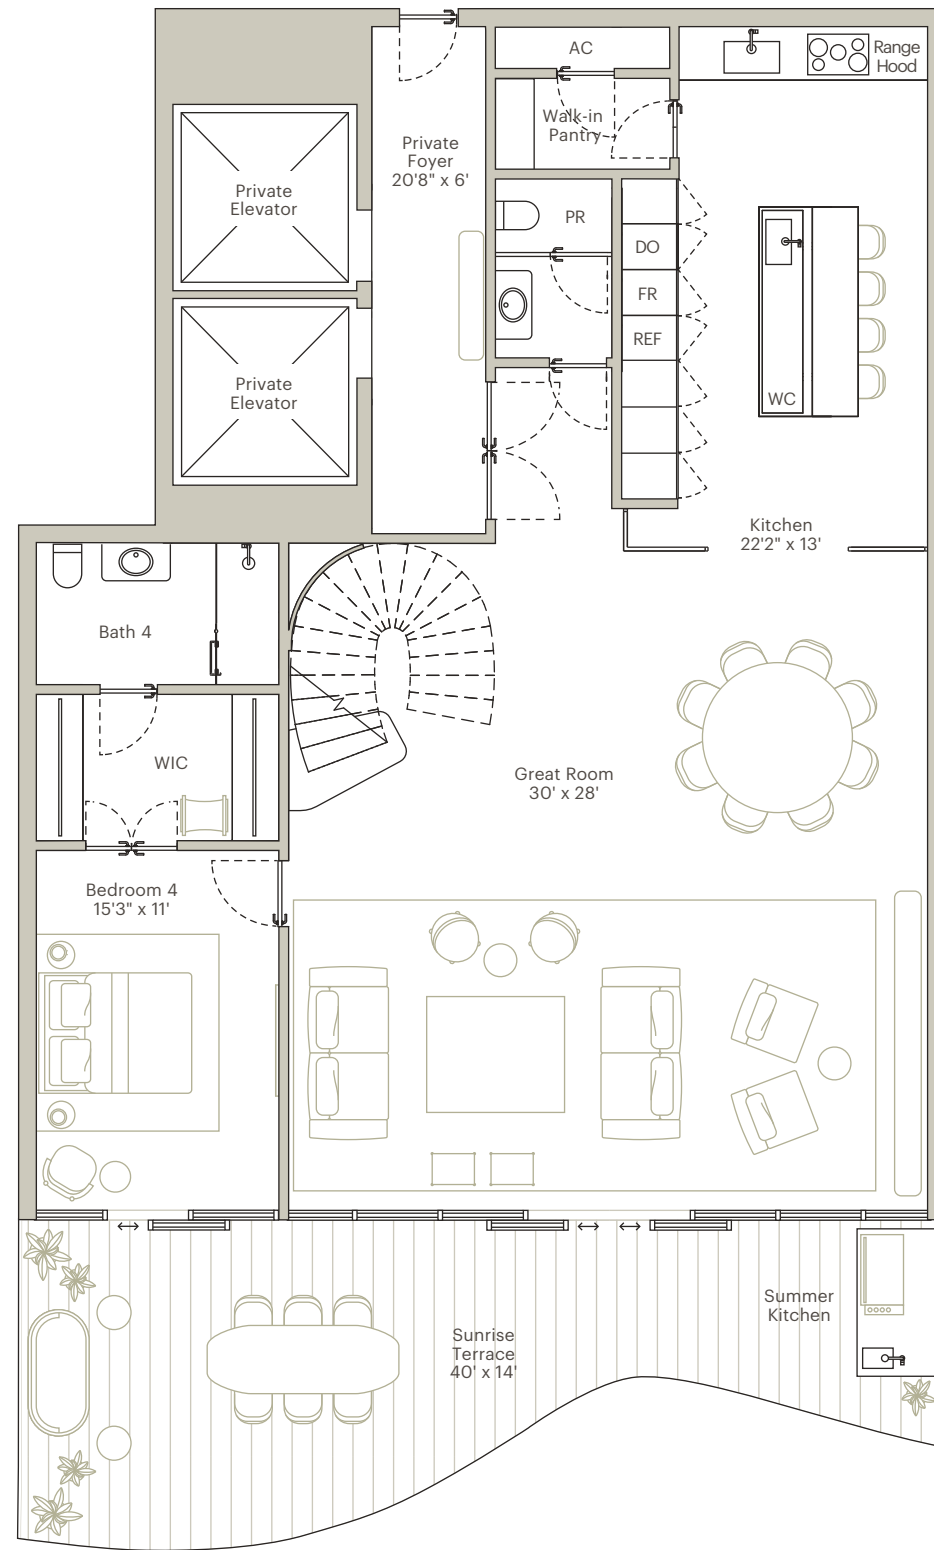 AC
Range
Hood
Walk-in
Pantry
Private
Foyer
20'8" x 6'
Private
Elevator
PR
DO
FR
REF
Private
Elevator
WC
Kitchen
22'2" x 13'
Bath 4
WIC
Great Room
30' x 28'
Bedroom 4
15'3" x 11'
Summer
Kitchen
Sunrise
Terrace
40' x 14'